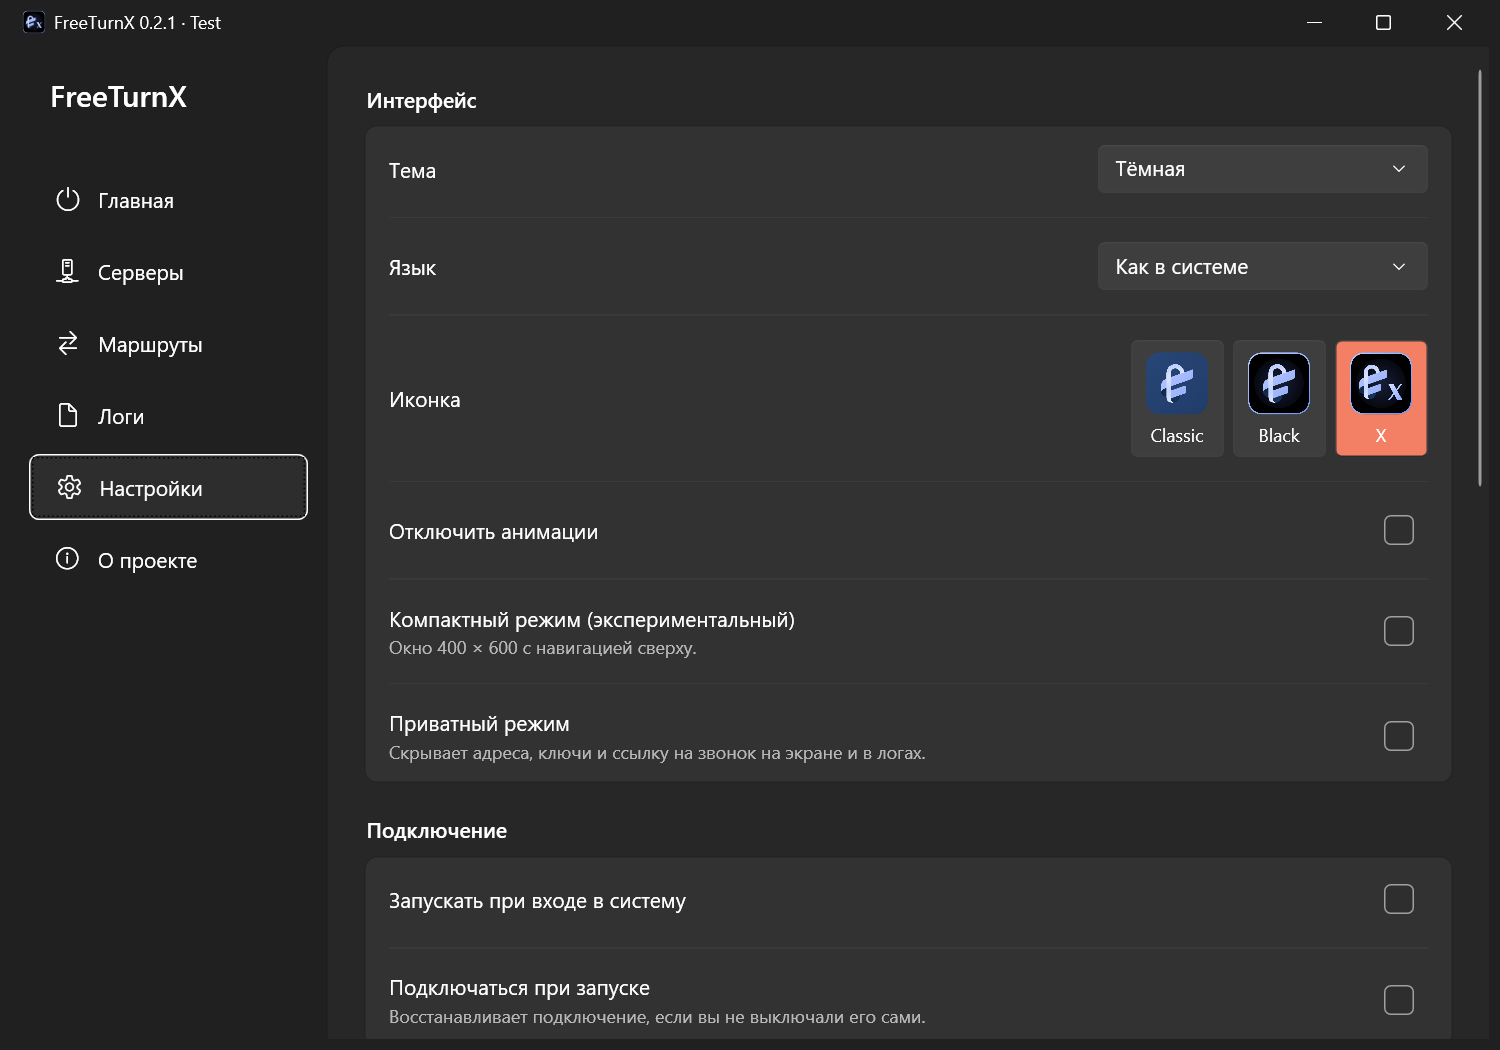 FreeTurnX 0.2.1 · Test
FreeTurnX
Главная
Серверы
Маршруты
Логи
Настройки
О проекте
Интерфейс
Тема
Тёмная
Язык
Как в системе
Иконка
Classic
Black
X
Отключить анимации
Компактный режим (экспериментальный)
Окно 400 × 600 с навигацией сверху.
Приватный режим
Скрывает адреса, ключи и ссылку на звонок на экране и в логах.
Подключение
Запускать при входе в систему
Подключаться при запуске
Восстанавливает подключение, если вы не выключали его сами.